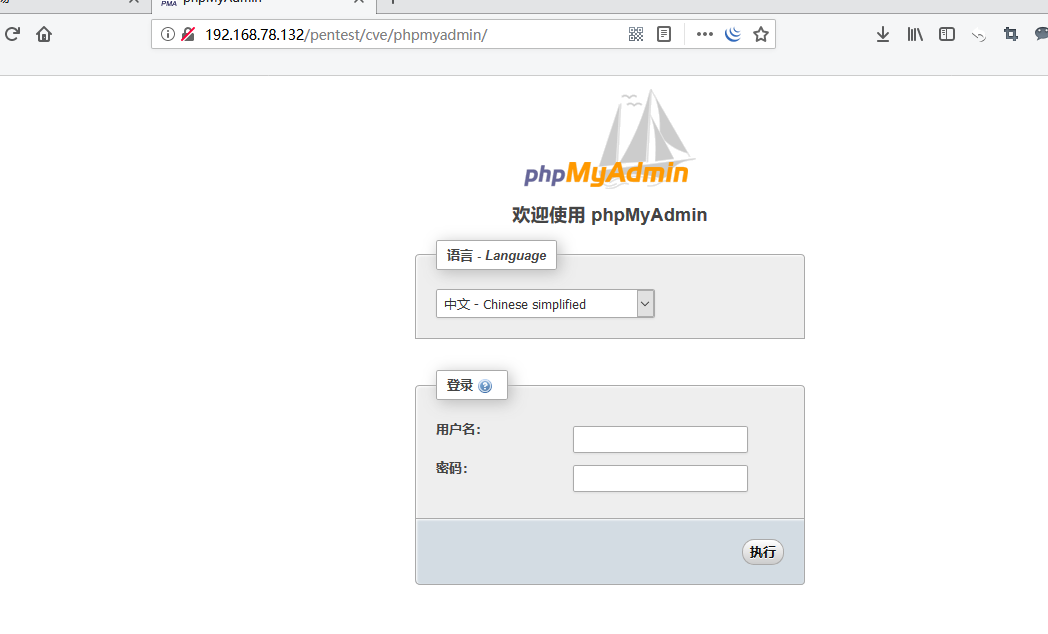 phpMyAdmin
192.168.78.132/pentest/cve/phpmyadmin/
phpMyAdmin
欢迎使用 phpMyAdmin
语言 - Language
中文 - Chinese simplified
登录
用户名:
密码:
执行